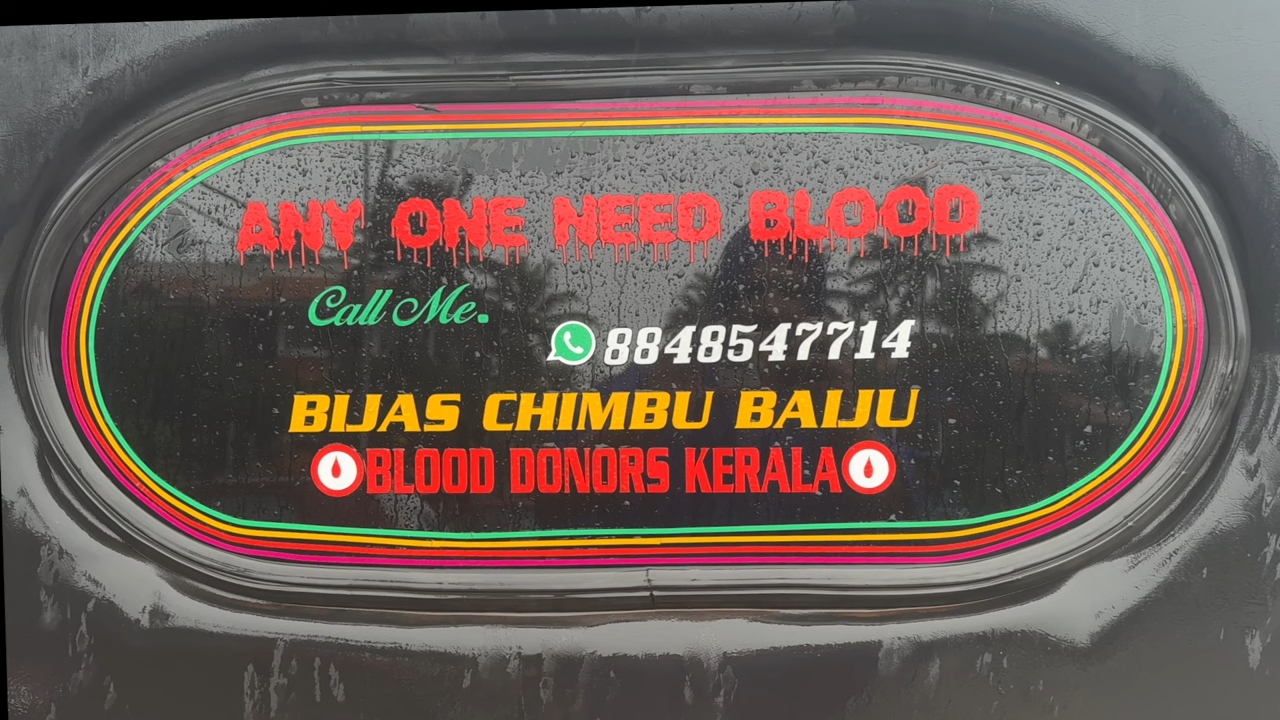 ANY ONE NEED BLOOD
Call Me.
8848547714
BIJAS CHIMBU BAIJU
BLOOD DONORS KERALA